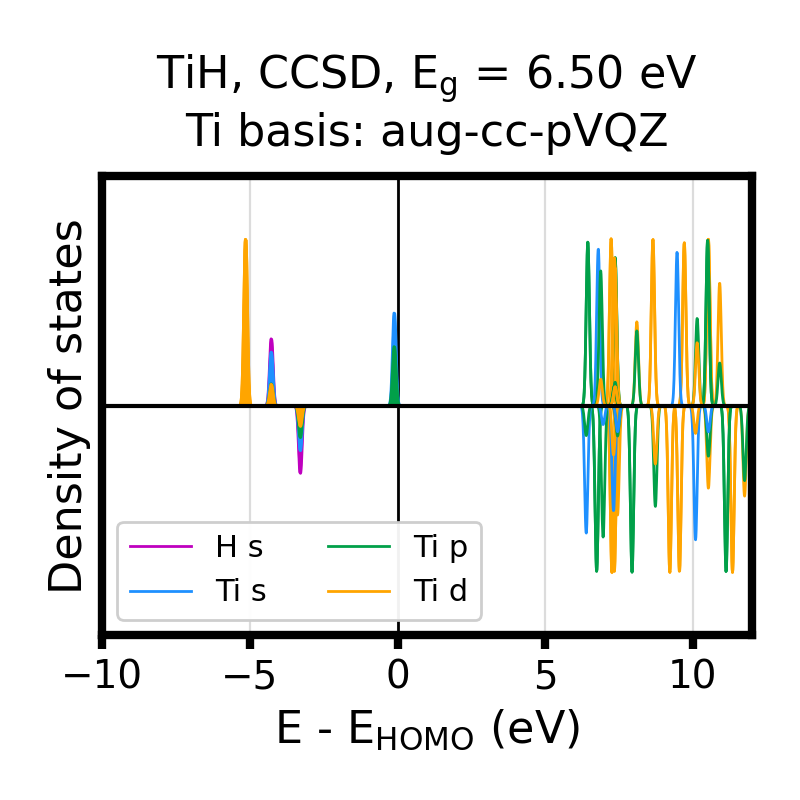 TiH, CCSD, E_g = 6.50 eV
Ti basis: aug-cc-pVQZ
Density of states
H s
Ti s
Ti p
Ti d
−10
−5
0
5
10
E - E_HOMO (eV)